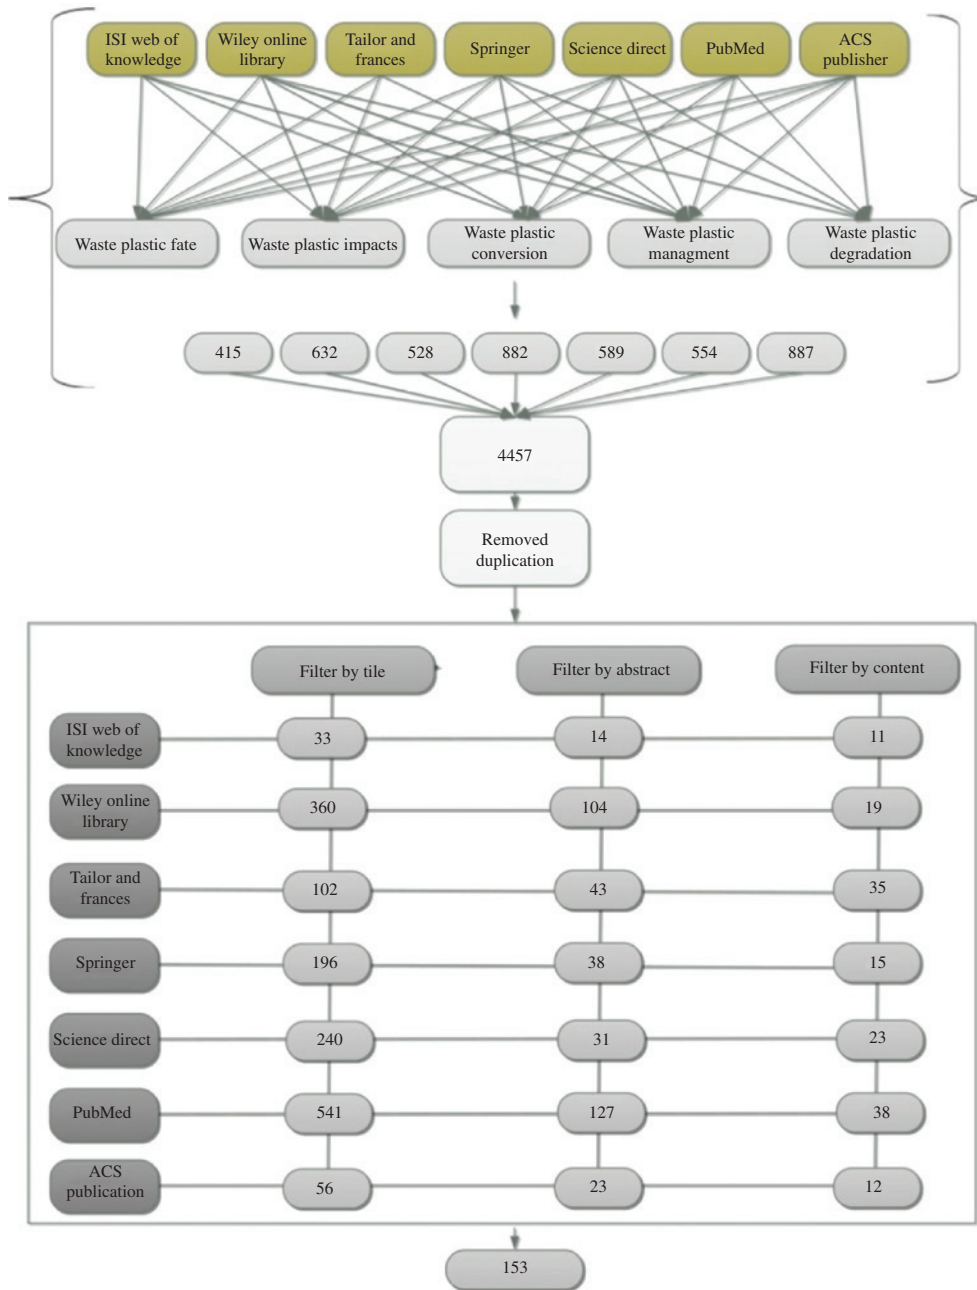 ISI web of
knowledge
Wiley online
library
Tailor and
frances
Springer
Science direct
PubMed
ACS
publisher
Waste plastic fate
Waste plastic impacts
Waste plastic
conversion
Waste plastic
managment
Waste plastic
degradation
415
632
528
882
589
554
887
4457
Removed
duplication
Filter by tile
Filter by abstract
Filter by content
ISI web of
knowledge
33
14
11
Wiley online
library
360
104
19
Tailor and
frances
102
43
35
Springer
196
38
15
Science direct
240
31
23
PubMed
541
127
38
ACS
publication
56
23
12
153